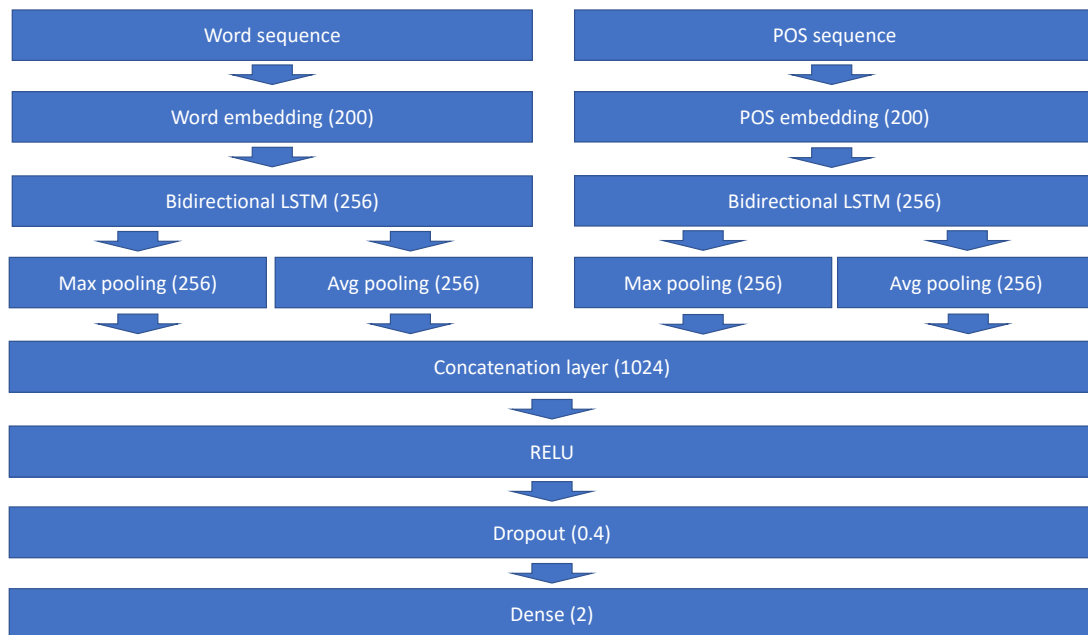 Word sequence
POS sequence
Word embedding (200)
POS embedding (200)
Bidirectional LSTM (256)
Bidirectional LSTM (256)
Max pooling (256)
Avg pooling (256)
Max pooling (256)
Avg pooling (256)
Concatenation layer (1024)
RELU
Dropout (0.4)
Dense (2)